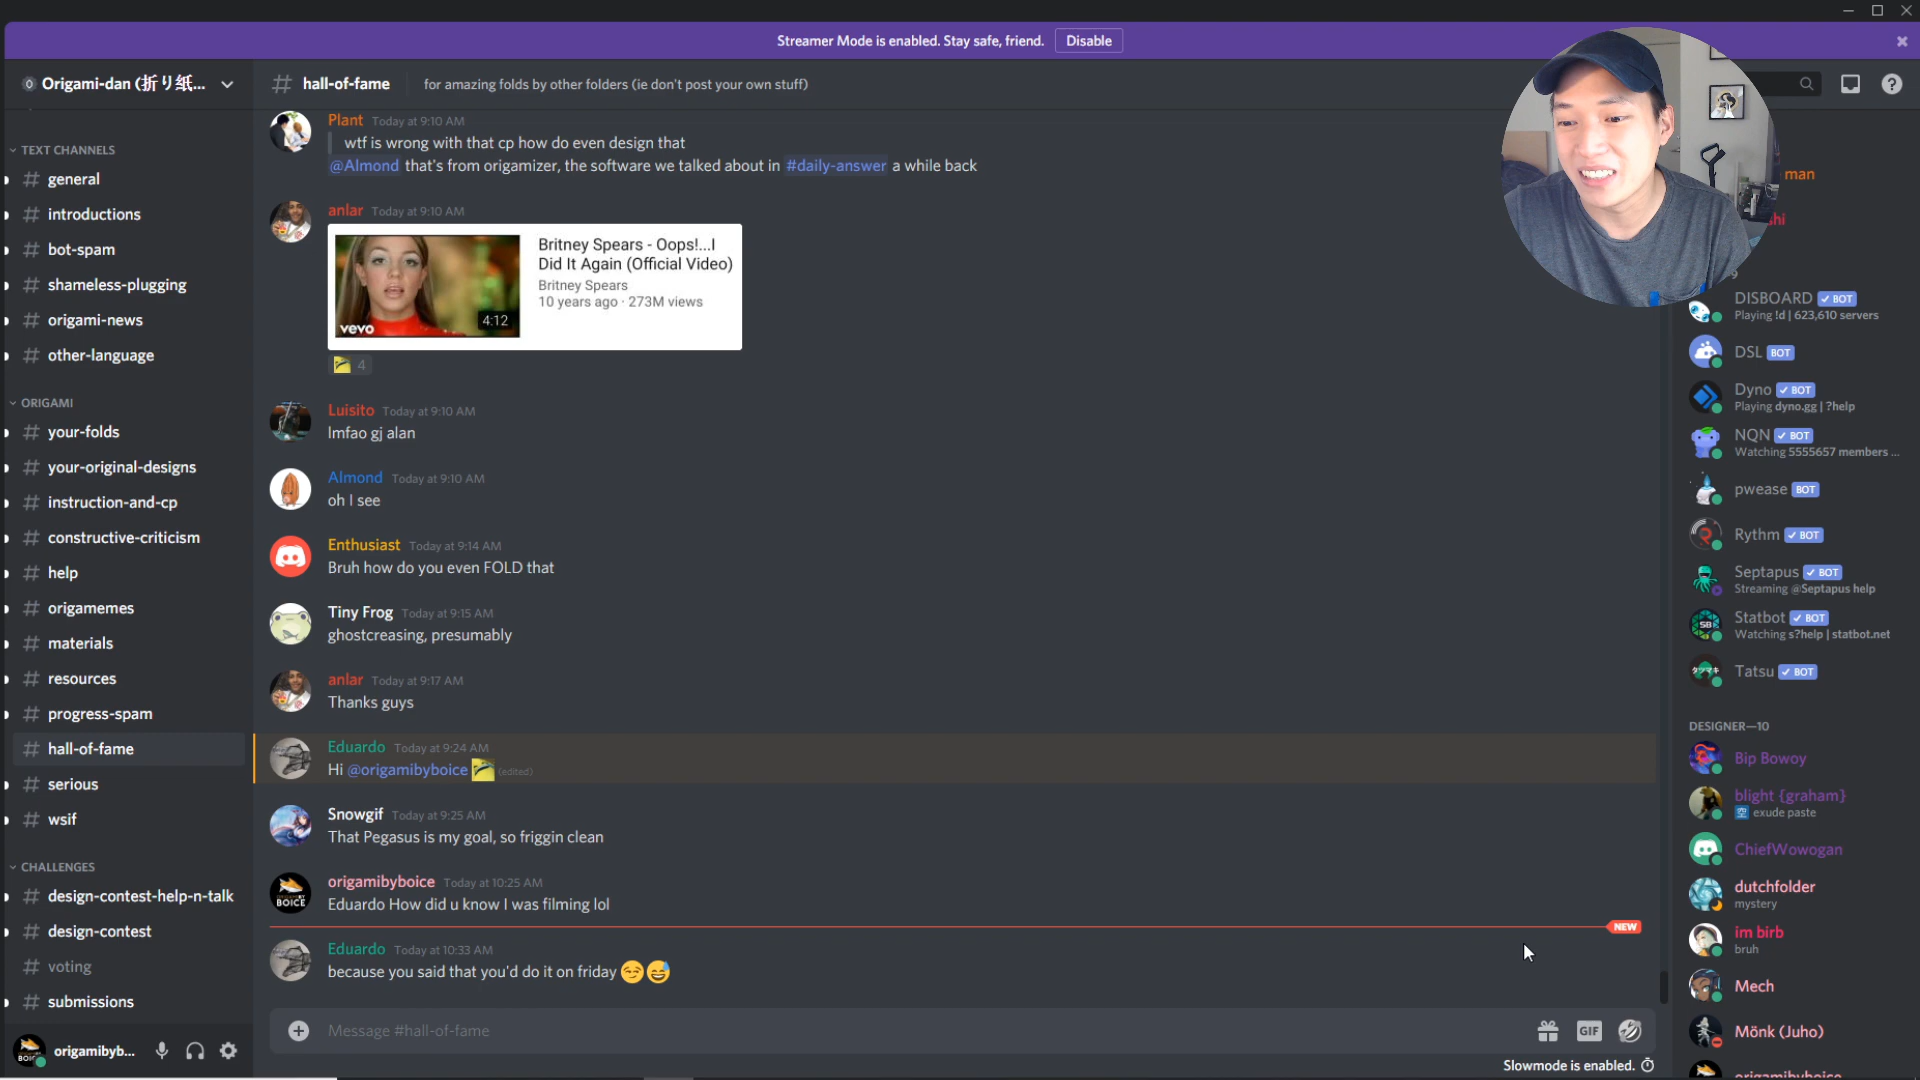 Streamer Mode is enabled. Stay safe, friend.
Disable
Origami-dan (折り紙...
hall-of-fame
for amazing folds by other folders (ie don't post your own stuff)
TEXT CHANNELS
# general
# introductions
# bot-spam
# shameless-plugging
# origami-news
# other-language
ORIGAMI
# your-folds
# your-original-designs
# instruction-and-cp
# constructive-criticism
# help
# origamemes
# materials
# resources
# progress-spam
# hall-of-fame
# serious
# wsif
CHALLENGES
# design-contest-help-n-talk
# design-contest
# voting
# submissions
origamibyb...
Plant Today at 9:10 AM
wtf is wrong with that cp how do even design that
@Almond that's from origamizer, the software we talked about in #daily-answer a while back
anlar Today at 9:10 AM
Britney Spears - Oops!...I
Did It Again (Official Video)
Britney Spears
10 years ago · 273M views
vevo
4:12
4
Luisito Today at 9:10 AM
lmfao gj alan
Almond Today at 9:10 AM
oh I see
Enthusiast Today at 9:14 AM
Bruh how do you even FOLD that
Tiny Frog Today at 9:15 AM
ghostcreasing, presumably
anlar Today at 9:17 AM
Thanks guys
Eduardo Today at 9:24 AM
Hi @origamibyboice (edited)
Snowgif Today at 9:25 AM
That Pegasus is my goal, so friggin clean
BOICE
origamibyboice Today at 10:25 AM
Eduardo How did u know I was filming lol
NEW
Eduardo Today at 10:33 AM
because you said that you'd do it on friday 😏😅
Message #hall-of-fame
GIF
Slowmode is enabled.
man
hi
DISBOARD ✓ BOT
Playing !d | 623,610 servers
DSL BOT
Dyno ✓ BOT
Playing dyno.gg | ?help
NQN ✓ BOT
Watching 5555657 members ...
pwease BOT
Rythm ✓ BOT
Septapus ✓ BOT
Streaming @Septapus help
SB
Statbot ✓ BOT
Watching s?help | statbot.net
ツツマキ
Tatsu ✓ BOT
DESIGNER—10
Bip Bowoy
blight {graham}
空 exude paste
ChiefWowogan
dutchfolder
mystery
im birb
bruh
Mech
Mönk (Juho)
origamibyboice